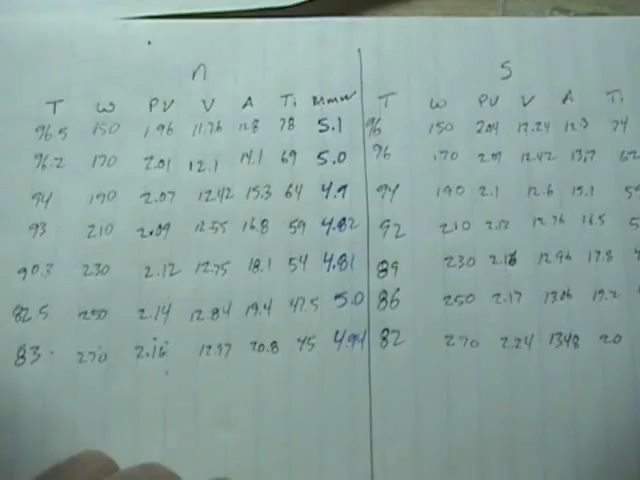 n S
T W PV V A Ti MMW T W PV V A Ti
96.5 150 1.96 11.76 12.8 78 5.1 96 150 2.04 12.24 12.3 74
96.2 170 2.01 12.1 14.1 69 5.0 96 170 2.07 12.42 13.7
94 190 2.07 12.42 15.3 64 4.9 94 190 2.1 12.6 15.1
93 210 2.09 12.55 16.8 59 4.82 92 210 12.76 16.5
90.3 230 2.12 12.75 18.1 54 4.81 89 230 2.16 12.96 17.8
82.5 250 2.14 12.84 19.4 47.5 5.0 86 250 2.17 13.06 19.2
83 270 2.16 12.97 20.8 45 4.94 82 270 2.24 13.48 20